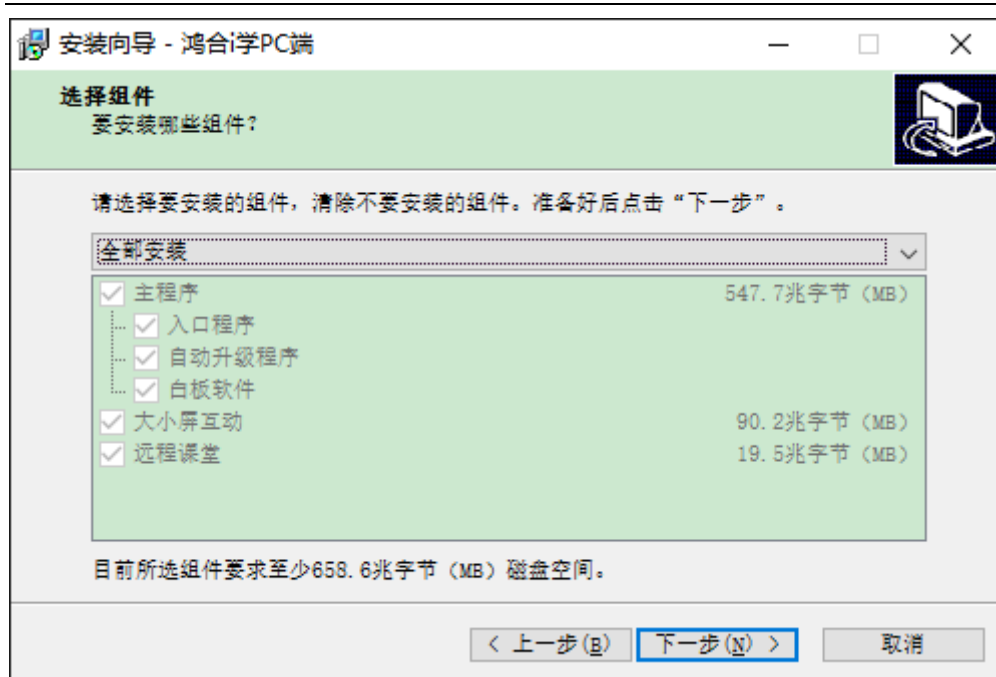 安装向导 - 鸿合i学PC端
选择组件
要安装哪些组件?
请选择要安装的组件，清除不要安装的组件。准备好后点击“下一步”。
全部安装
主程序 547.7兆字节（MB）
入口程序
自动升级程序
白板软件
大小屏互动 90.2兆字节（MB）
远程课堂 19.5兆字节（MB）
目前所选组件要求至少658.6兆字节（MB）磁盘空间。
< 上一步(B) 下一步(N) > 取消